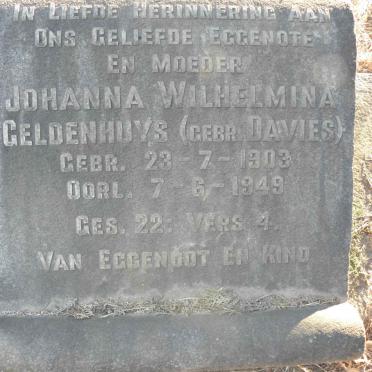 IN LIEFDE HERINNERING AAN
ONS GELIEFDE EGGENOTE
EN MOEDER
JOHANNA WILHELMINA
GELDENHUYS (GEBR. DAVIES)
GEBR. 23-7-1903
OORL. 7-6-1949
GES. 22: VERS 4.
VAN EGGENOOT EN KIND